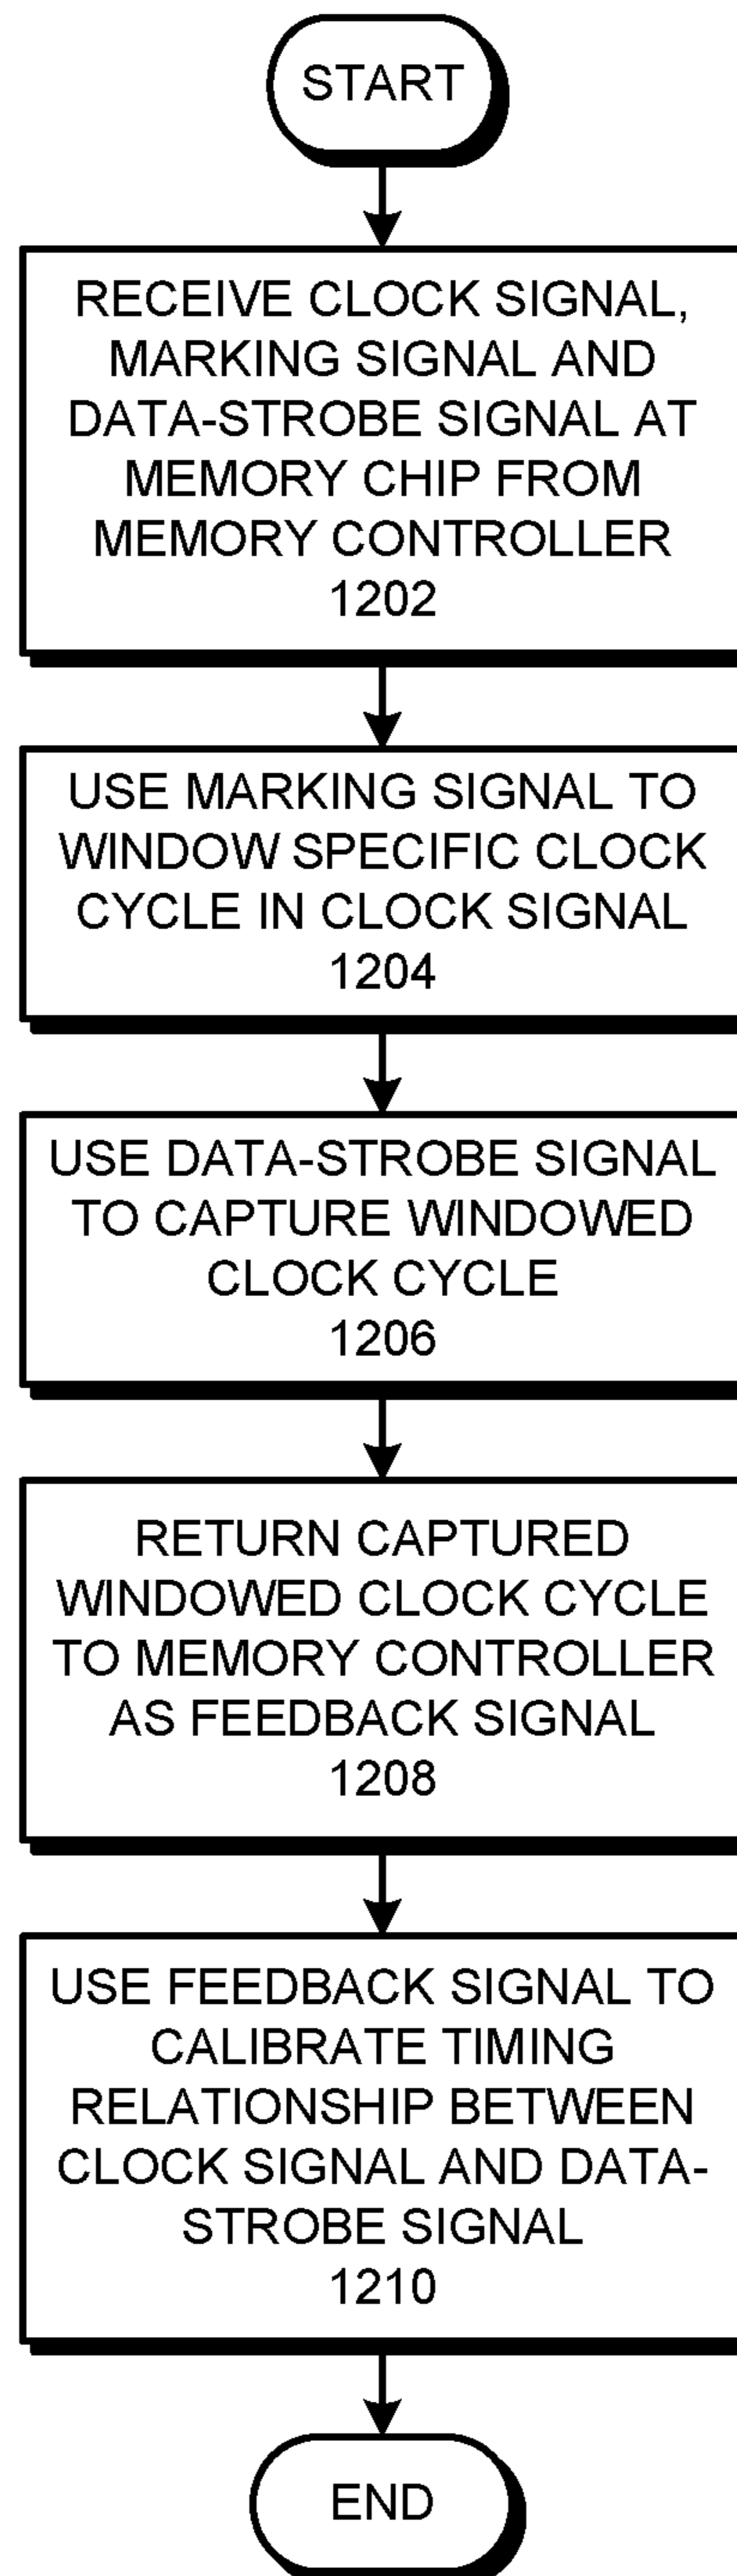 START
RECEIVE CLOCK SIGNAL,
MARKING SIGNAL AND
DATA-STROBE SIGNAL AT
MEMORY CHIP FROM
MEMORY CONTROLLER
1202
USE MARKING SIGNAL TO
WINDOW SPECIFIC CLOCK
CYCLE IN CLOCK SIGNAL
1204
USE DATA-STROBE SIGNAL
TO CAPTURE WINDOWED
CLOCK CYCLE
1206
RETURN CAPTURED
WINDOWED CLOCK CYCLE
TO MEMORY CONTROLLER
AS FEEDBACK SIGNAL
1208
USE FEEDBACK SIGNAL TO
CALIBRATE TIMING
RELATIONSHIP BETWEEN
CLOCK SIGNAL AND DATA-
STROBE SIGNAL
1210
END